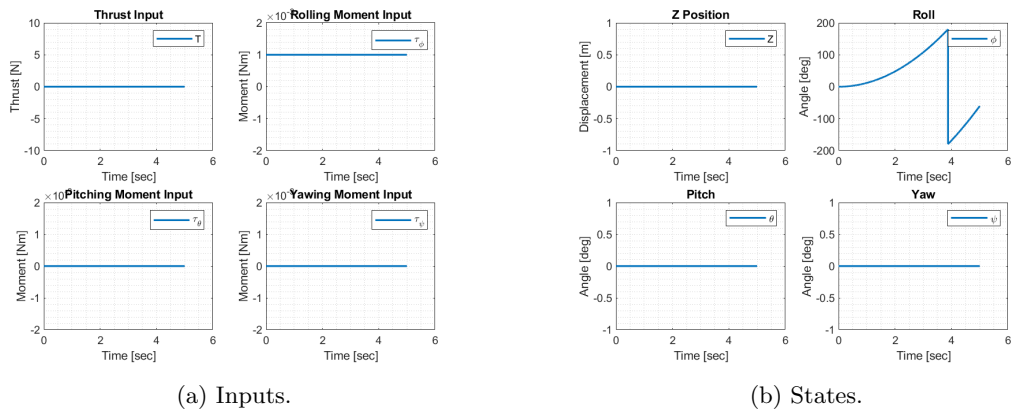 Thrust Input
10
5
0
-5
-10
Thrust [N]
0 2 4 6
Time [sec]
T
Rolling Moment Input
2
1
0
-1
-2
Moment [Nm]
0 2 4 6
Time [sec]
τϕ
Pitching Moment Input
2
1
0
-1
-2
Moment [Nm]
0 2 4 6
Time [sec]
τθ
Yawing Moment Input
2
1
0
-1
-2
Moment [Nm]
0 2 4 6
Time [sec]
τψ
(a) Inputs.
Z Position
1
0.5
0
-0.5
-1
Displacement [m]
0 2 4 6
Time [sec]
Z
Roll
200
100
0
-100
-200
Angle [deg]
0 2 4 6
Time [sec]
ϕ
Pitch
1
0.5
0
-0.5
-1
Angle [deg]
0 2 4 6
Time [sec]
θ
Yaw
1
0.5
0
-0.5
-1
Angle [deg]
0 2 4 6
Time [sec]
ψ
(b) States.